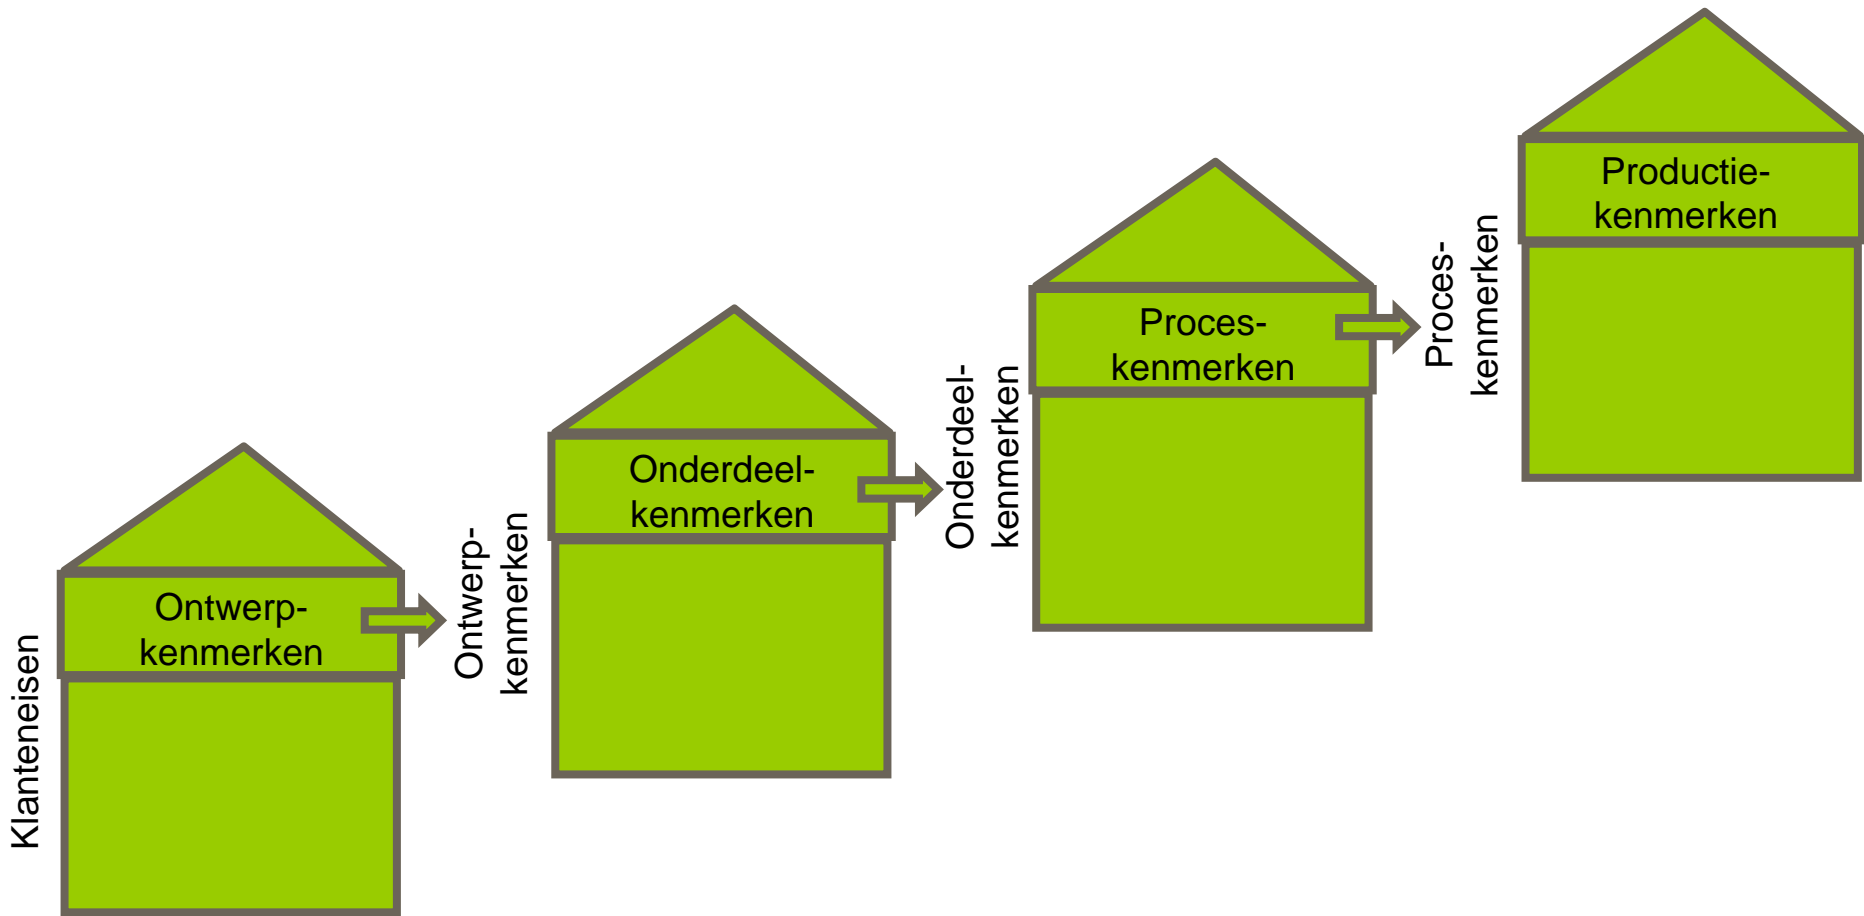 Klanteneisen
Ontwerp-
kenmerken
Ontwerp-
kenmerken
Onderdeel-
kenmerken
Onderdeel-
kenmerken
Proces-
kenmerken
Proces-
kenmerken
Productie-
kenmerken